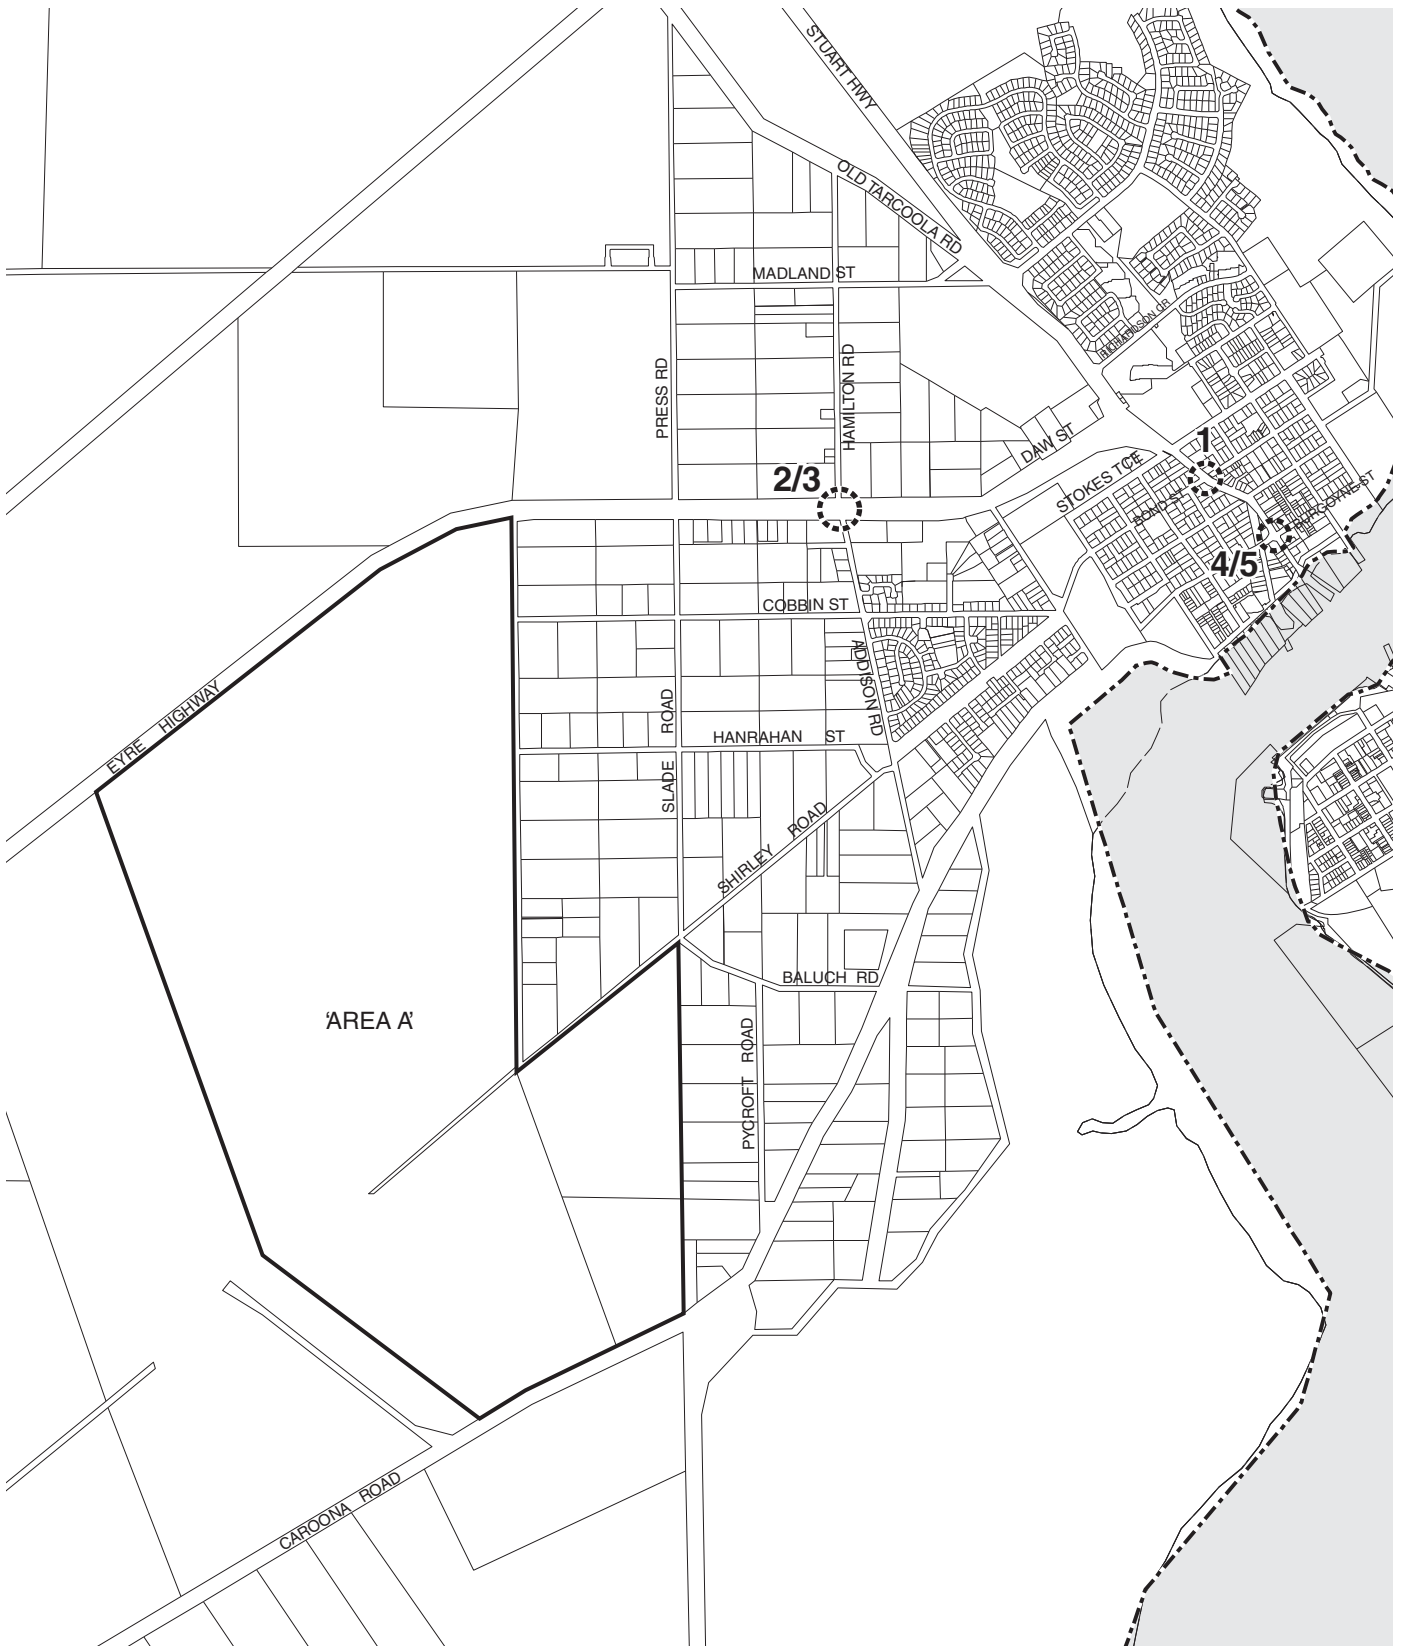 STUART HWY
OLD TARCOOLA RD
MADLAND ST
RICHARDSON CR
PRESS RD
HAMILTON RD
DAW ST
1
STOKES TCE
2/3
BOND ST
BURGOYNE ST
4/5
COBBIN ST
ADDISON RD
EYRE HIGHWAY
SLADE ROAD
HANRAHAN ST
SHIRLEY ROAD
BALUCH RD
'AREA A'
PYCROFT ROAD
CAROONA ROAD